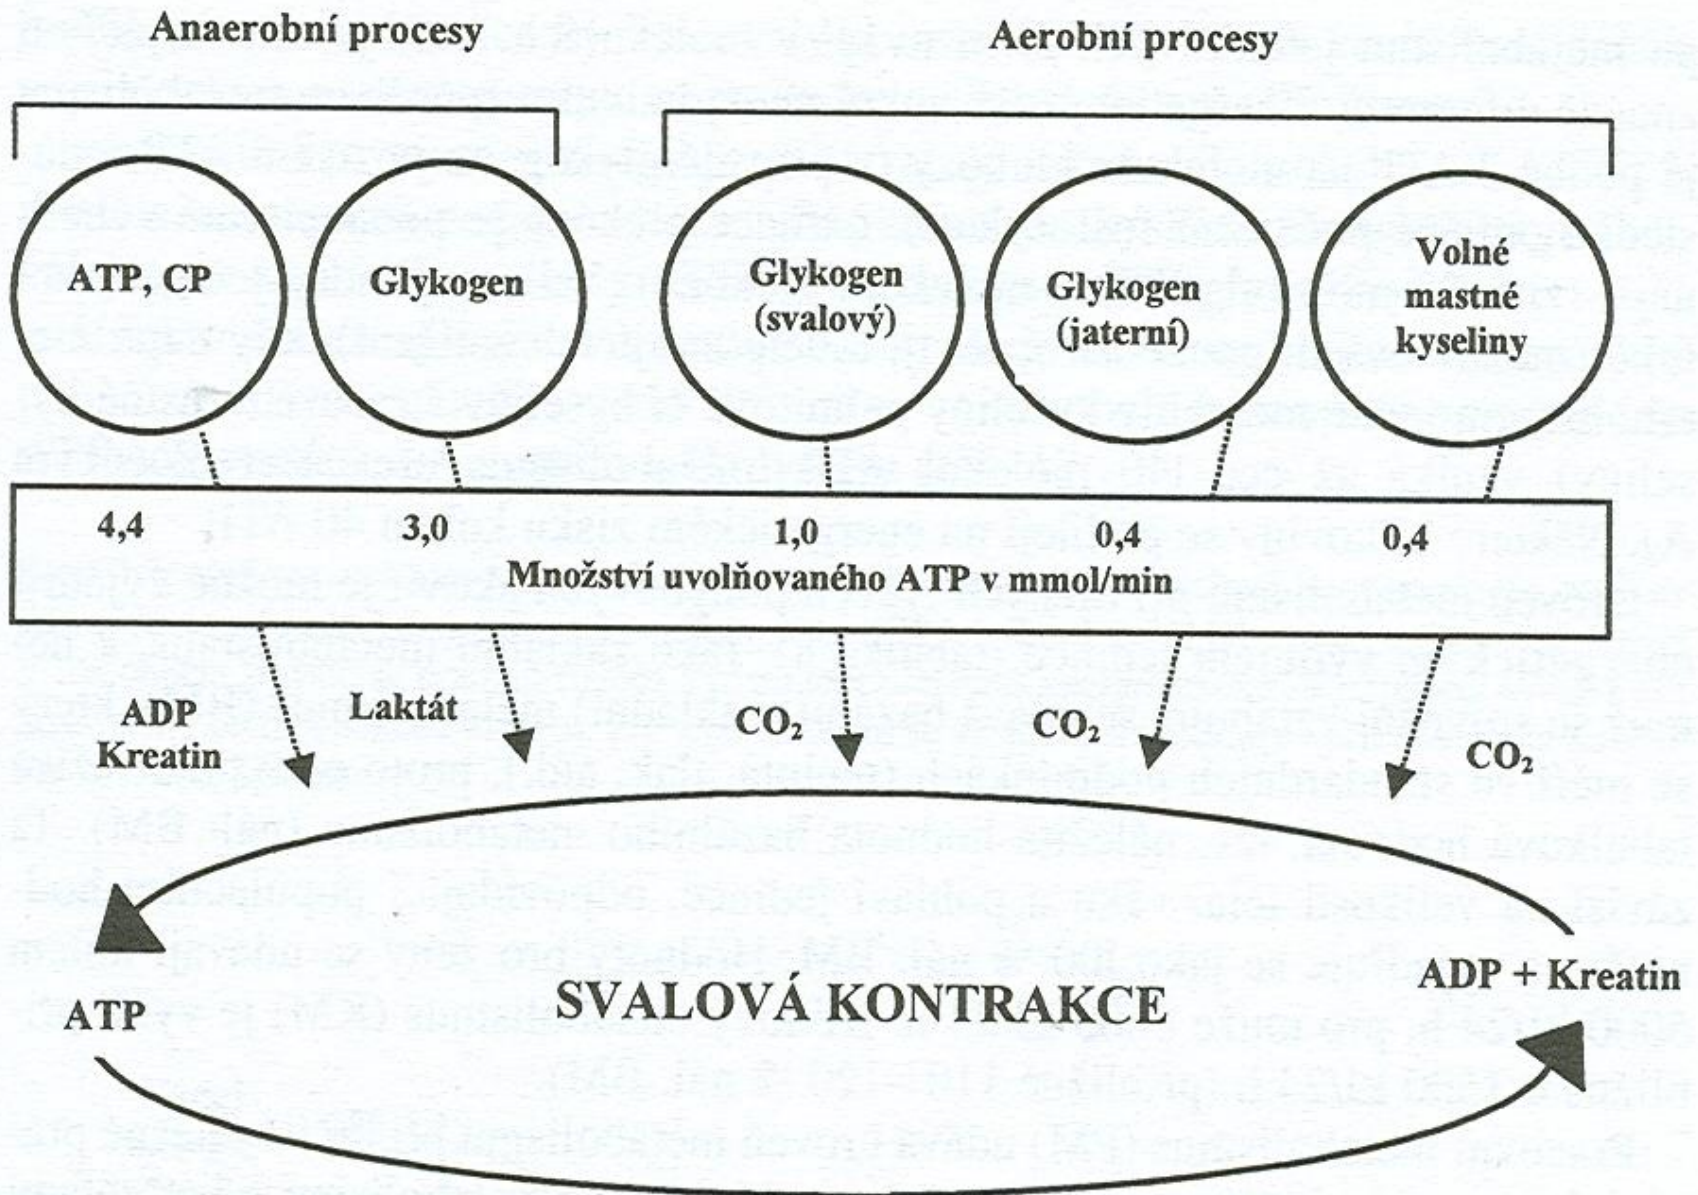 Anaerobní procesy
Aerobní procesy
ATP, CP
Glykogen
Glykogen
(svalový)
Glykogen
(jaterní)
Volné
mastné
kyseliny
4,4
3,0
1,0
0,4
0,4
Množství uvolňovaného ATP v mmol/min
ADP
Kreatin
Laktát
CO₂
CO₂
CO₂
ATP
SVALOVÁ KONTRAKCE
ADP + Kreatin